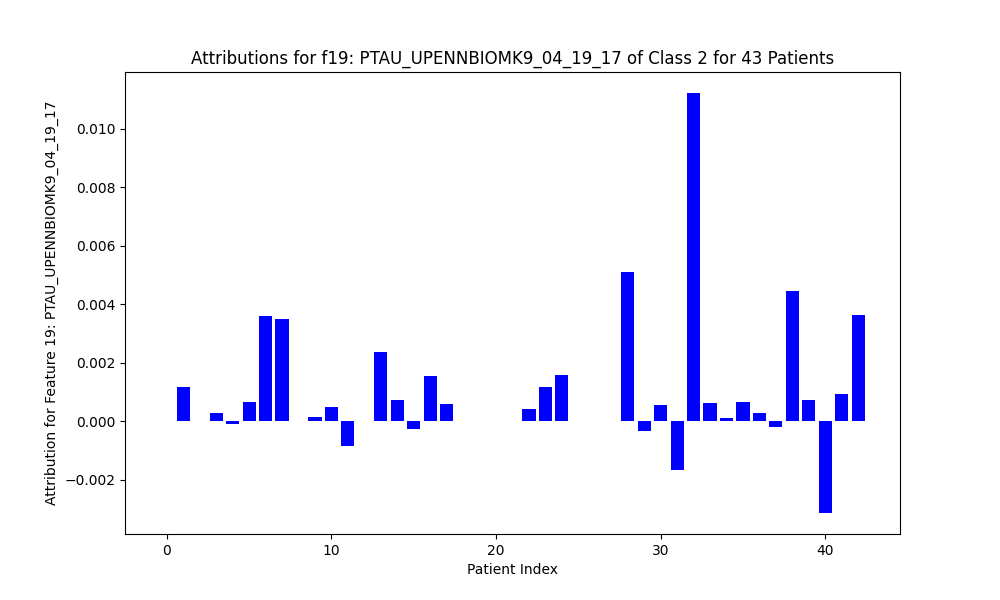 Attributions for f19: PTAU_UPENNBIOMK9_04_19_17 of Class 2 for 43 Patients
Attribution for Feature 19: PTAU_UPENNBIOMK9_04_19_17
0.010
0.008
0.006
0.004
0.002
0.000
−0.002
0 10 20 30 40
Patient Index